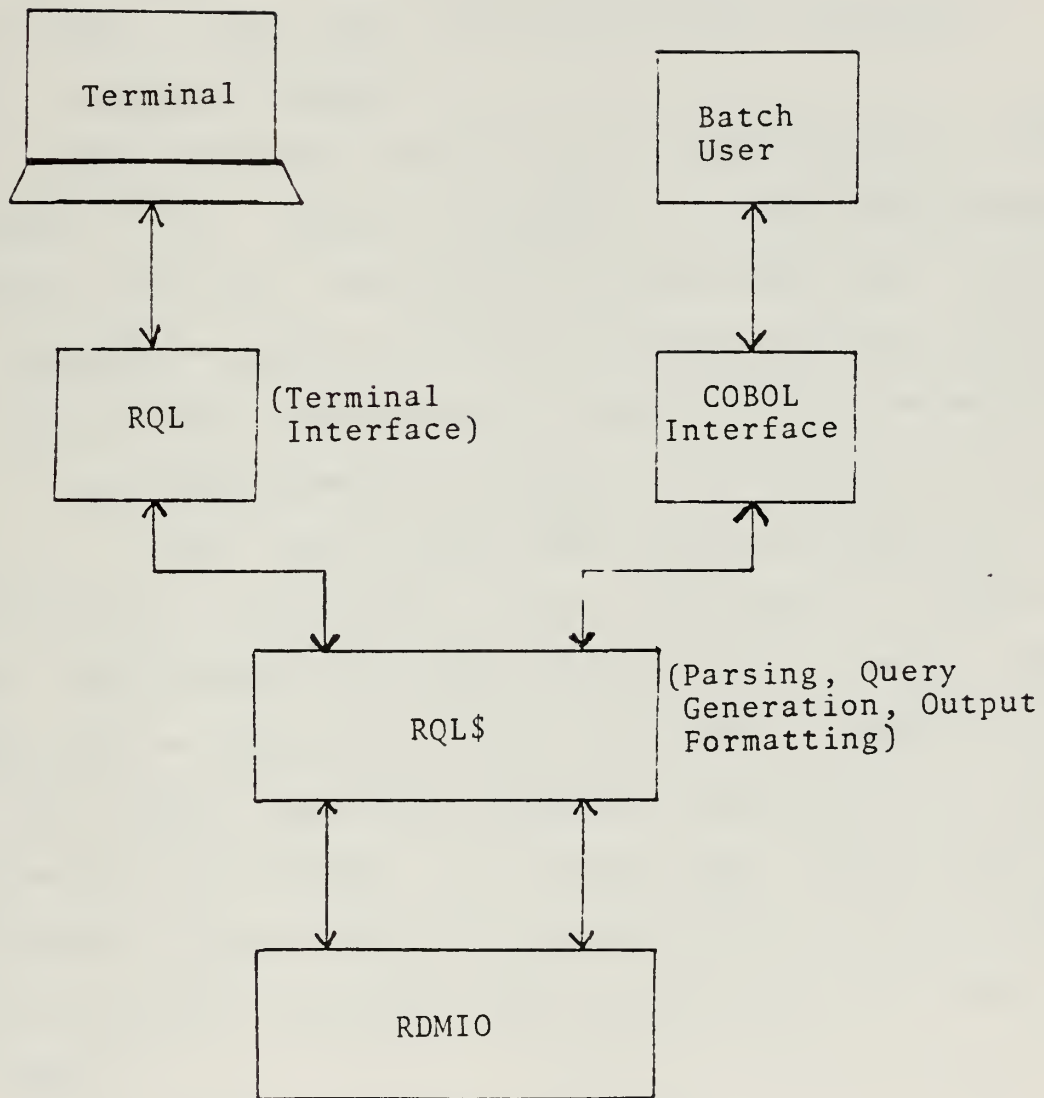 Terminal
Batch
User
RQL
(Terminal
Interface)
COBOL
Interface
RQL$
(Parsing, Query
Generation, Output
Formatting)
RDMIO